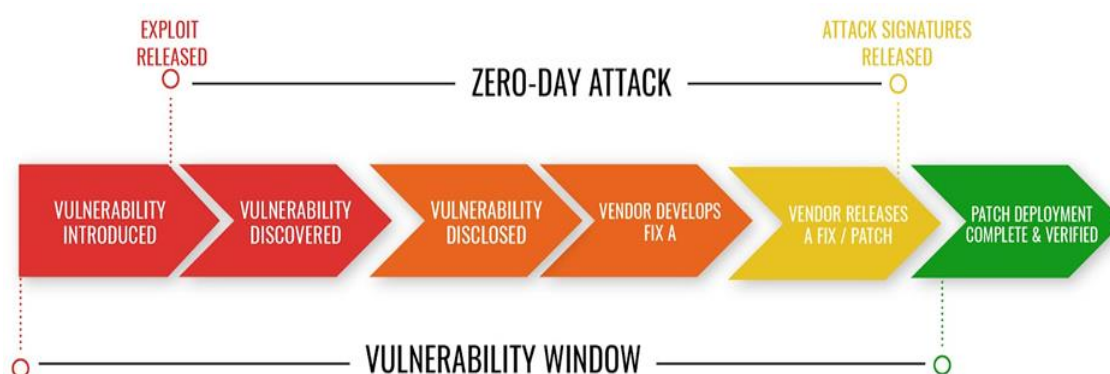 EXPLOIT
RELEASED
ATTACK SIGNATURES
RELEASED
ZERO-DAY ATTACK
VULNERABILITY
INTRODUCED
VULNERABILITY
DISCOVERED
VULNERABILITY
DISCLOSED
VENDOR DEVELOPS
FIX A
VENDOR RELEASES
A FIX / PATCH
PATCH DEPLOYMENT
COMPLETE & VERIFIED
VULNERABILITY WINDOW